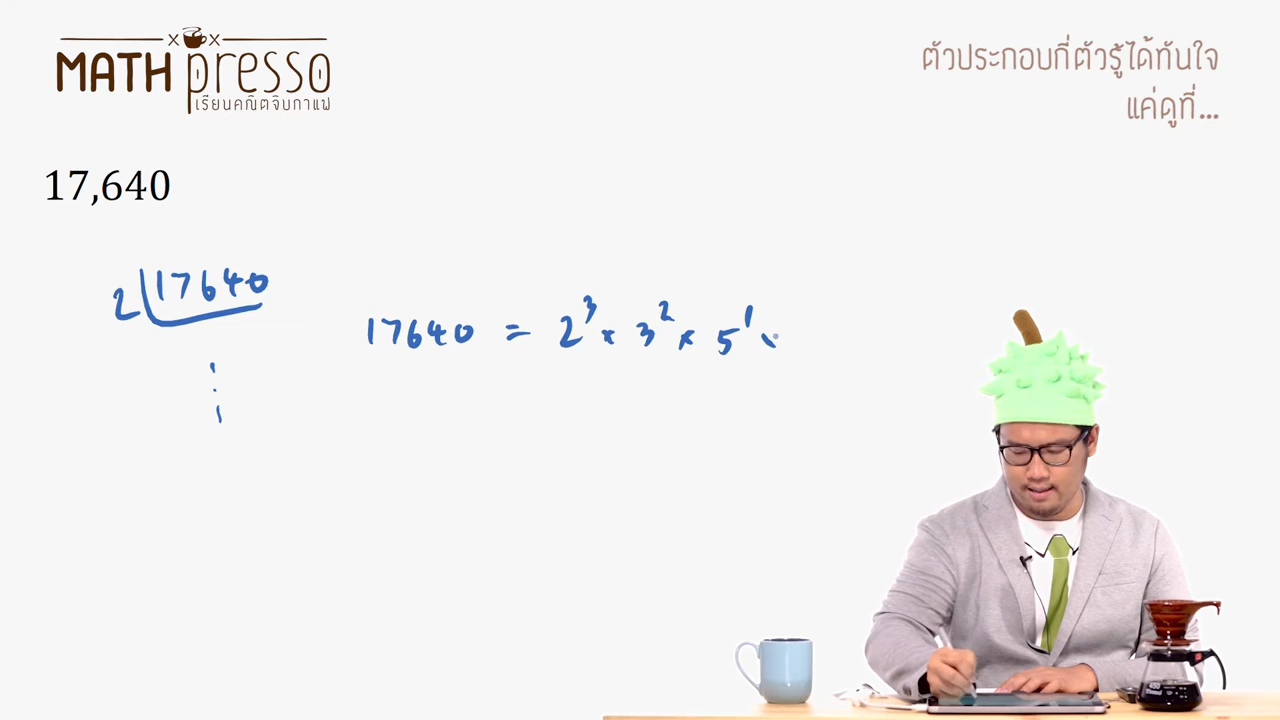 MATH presso
เรียนคณิตจิบกาแฟ
ตัวประกอบกี่ตัวรู้ได้ทันใจ
แค่ดูที่...
17,640
2 17640
17640 = 2³ × 3² × 5¹